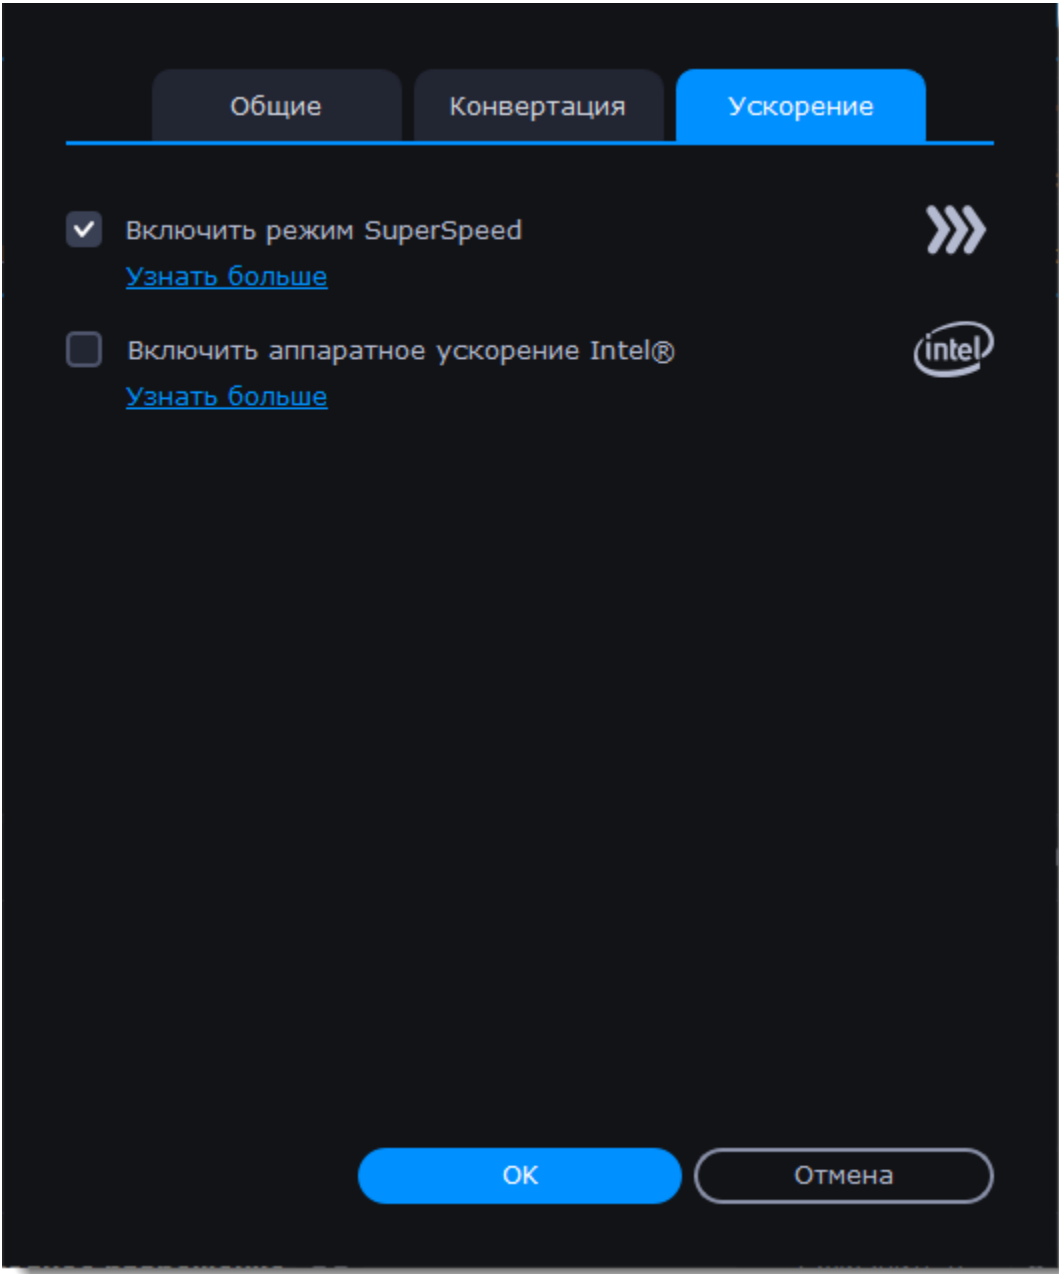 Общие Конвертация Ускорение
Включить режим SuperSpeed
Узнать больше
Включить аппаратное ускорение Intel®
intel
Узнать больше
OK Отмена